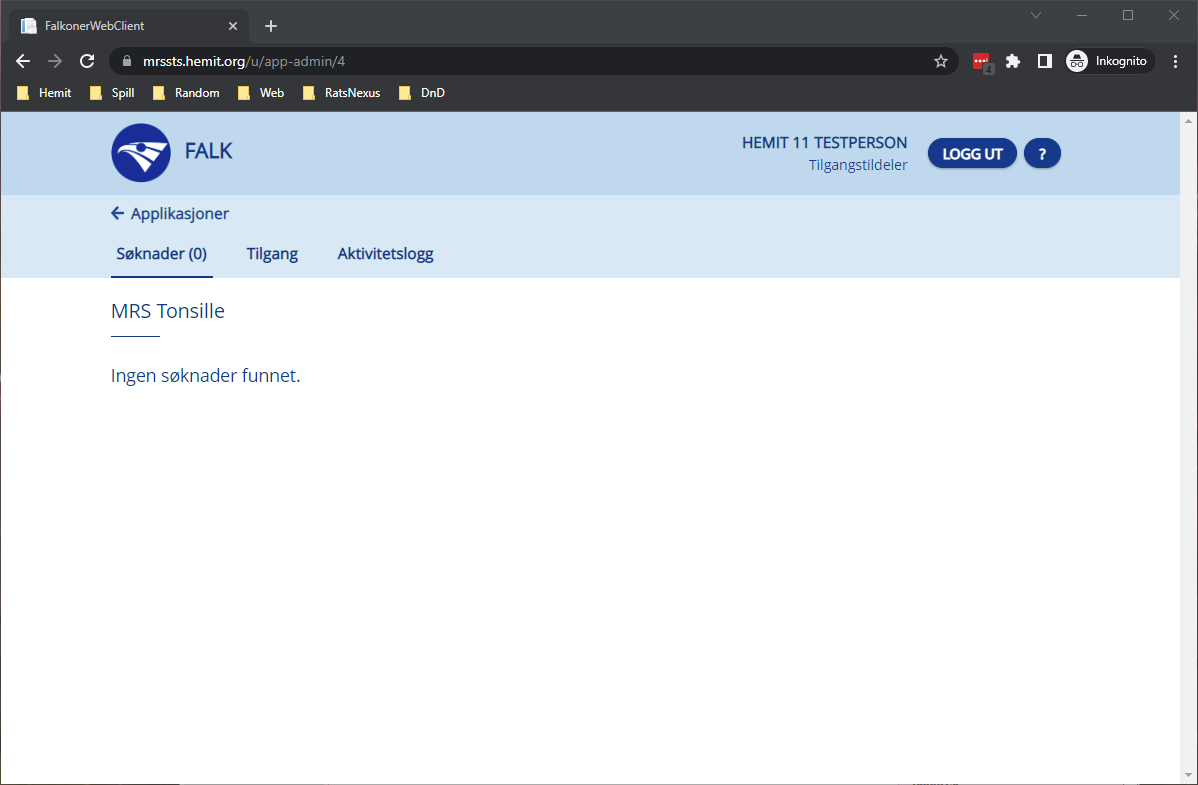 FalkonerWebClient
mrssts.hemit.org/u/app-admin/4
4
Inkognito
Hemit Spill Random Web RatsNexus DnD
FALK
HEMIT 11 TESTPERSON
Tilgangstildeler
LOGG UT
?
Applikasjoner
Søknader (0) Tilgang Aktivitetslogg
MRS Tonsille
Ingen søknader funnet.